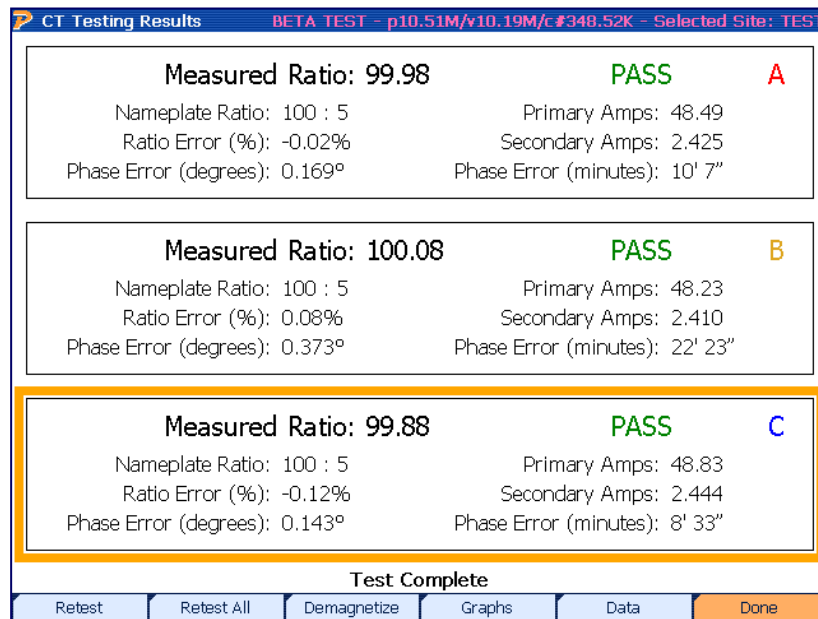 CT Testing Results BETA TEST - p10.51M/v10.19M/c#348.52K - Selected Site: TEST
Measured Ratio: 99.98 PASS A
Nameplate Ratio: 100 : 5 Primary Amps: 48.49
Ratio Error (%): -0.02% Secondary Amps: 2.425
Phase Error (degrees): 0.169º Phase Error (minutes): 10' 7"
Measured Ratio: 100.08 PASS B
Nameplate Ratio: 100 : 5 Primary Amps: 48.23
Ratio Error (%): 0.08% Secondary Amps: 2.410
Phase Error (degrees): 0.373º Phase Error (minutes): 22' 23"
Measured Ratio: 99.88 PASS C
Nameplate Ratio: 100 : 5 Primary Amps: 48.83
Ratio Error (%): -0.12% Secondary Amps: 2.444
Phase Error (degrees): 0.143º Phase Error (minutes): 8' 33"
Test Complete
Retest Retest All Demagnetize Graphs Data Done